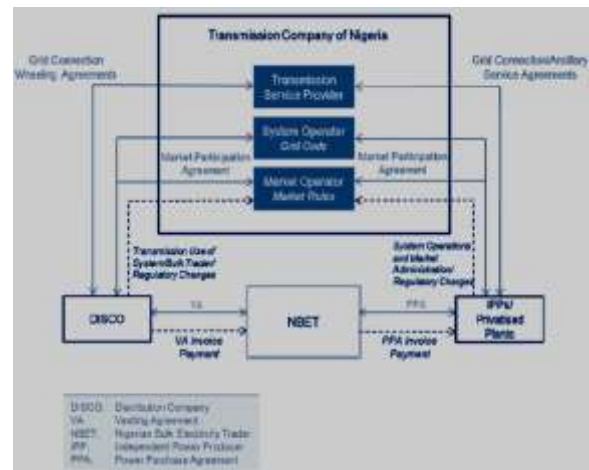 Transmission Company of Nigeria
Grid Connection
Wheeling Agreements
Grid Connection/Ancillary
Service Agreements
Transmission
Service Provider
System Operator
Grid Code
Market Participation
Agreement
Market Participation
Agreement
Market Operator
Market Rules
Transmission Use of
System/Bulk Trader/
Regulatory Charges
System Operations
and Market
Administration/
Regulatory Charges
DISCO
VA
NBET
PPA
IPPs/
Privatised
Plants
VA Invoice
Payment
PPA Invoice
Payment
DISCO: Distribution Company
VA: Vesting Agreement
NBET: Nigerian Bulk Electricity Trader
IPP: Independent Power Producer
PPA: Power Purchase Agreement